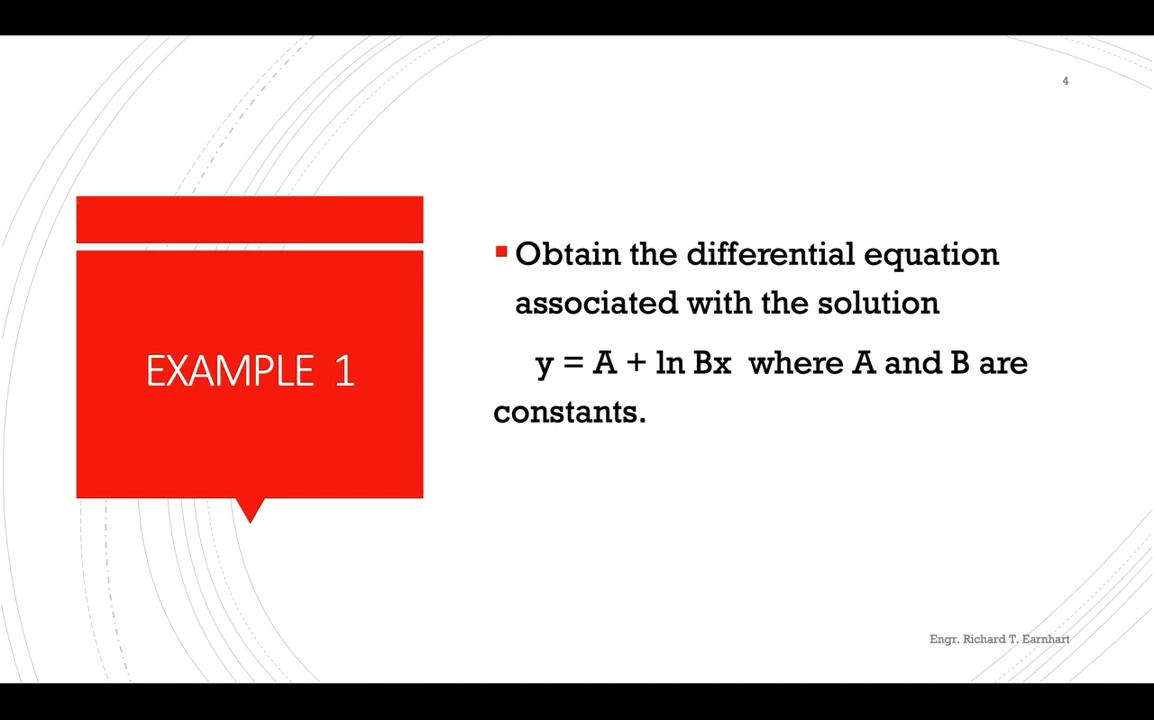 4
EXAMPLE 1
Obtain the differential equation
associated with the solution
y = A + ln Bx where A and B are
constants.
Engr. Richard T. Earnhart